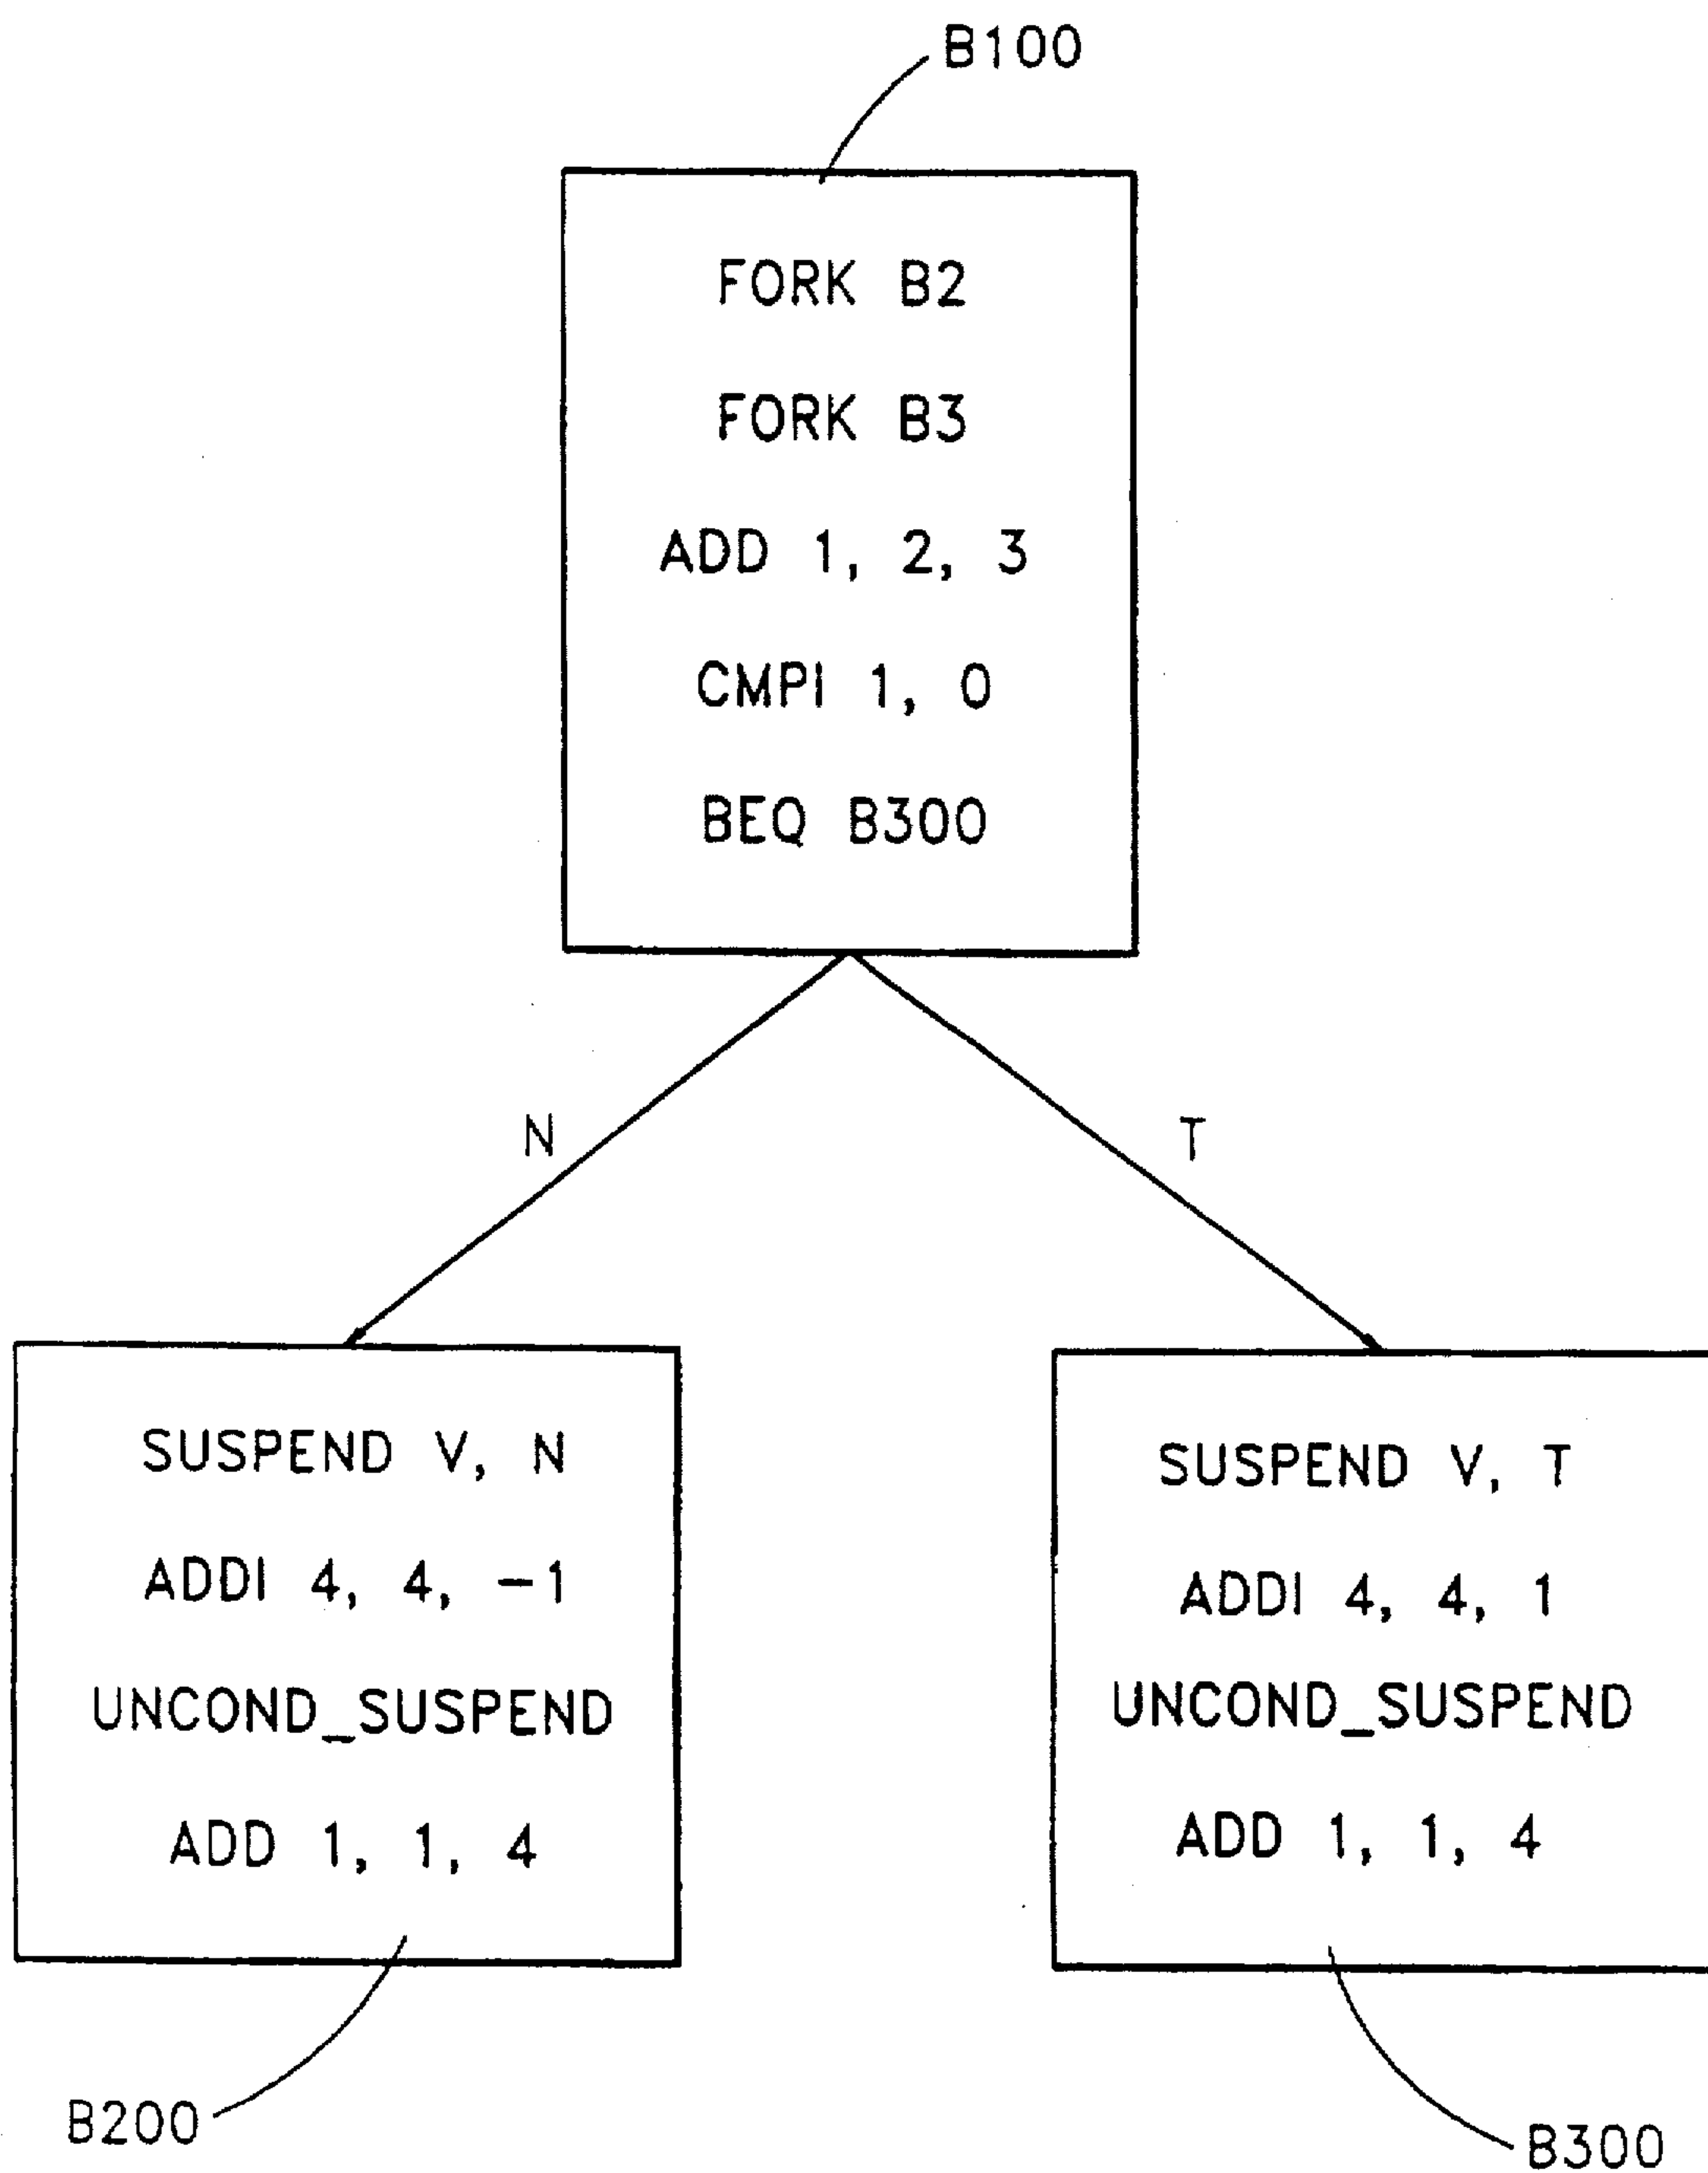 B100
FORK B2
FORK B3
ADD 1, 2, 3
CMPI 1, 0
BEQ B300
N
T
SUSPEND V, N
ADDI 4, 4, -1
UNCOND_SUSPEND
ADD 1, 1, 4
SUSPEND V, T
ADDI 4, 4, 1
UNCOND_SUSPEND
ADD 1, 1, 4
B200
B300